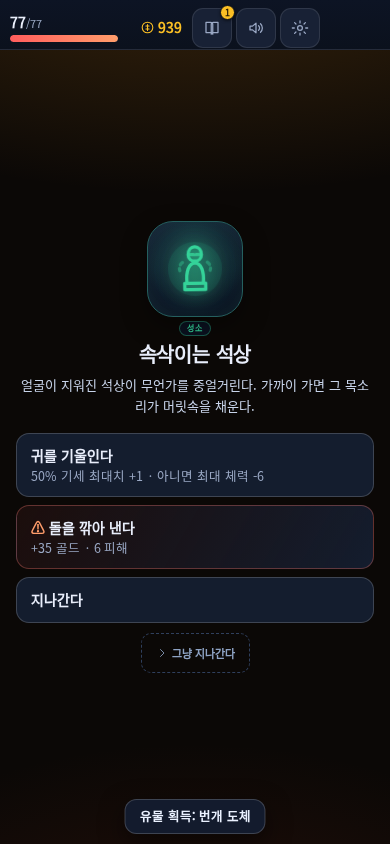 77/77
939
1
성소
속삭이는 석상
얼굴이 지워진 석상이 무언가를 중얼거린다. 가까이 가면 그 목소
리가 머릿속을 채운다.
귀를 기울인다
50% 기세 최대치 +1 · 아니면 최대 체력 -6
돌을 깎아 낸다
+35 골드 · 6 피해
지나간다
그냥 지나간다
유물 획득: 번개 도체